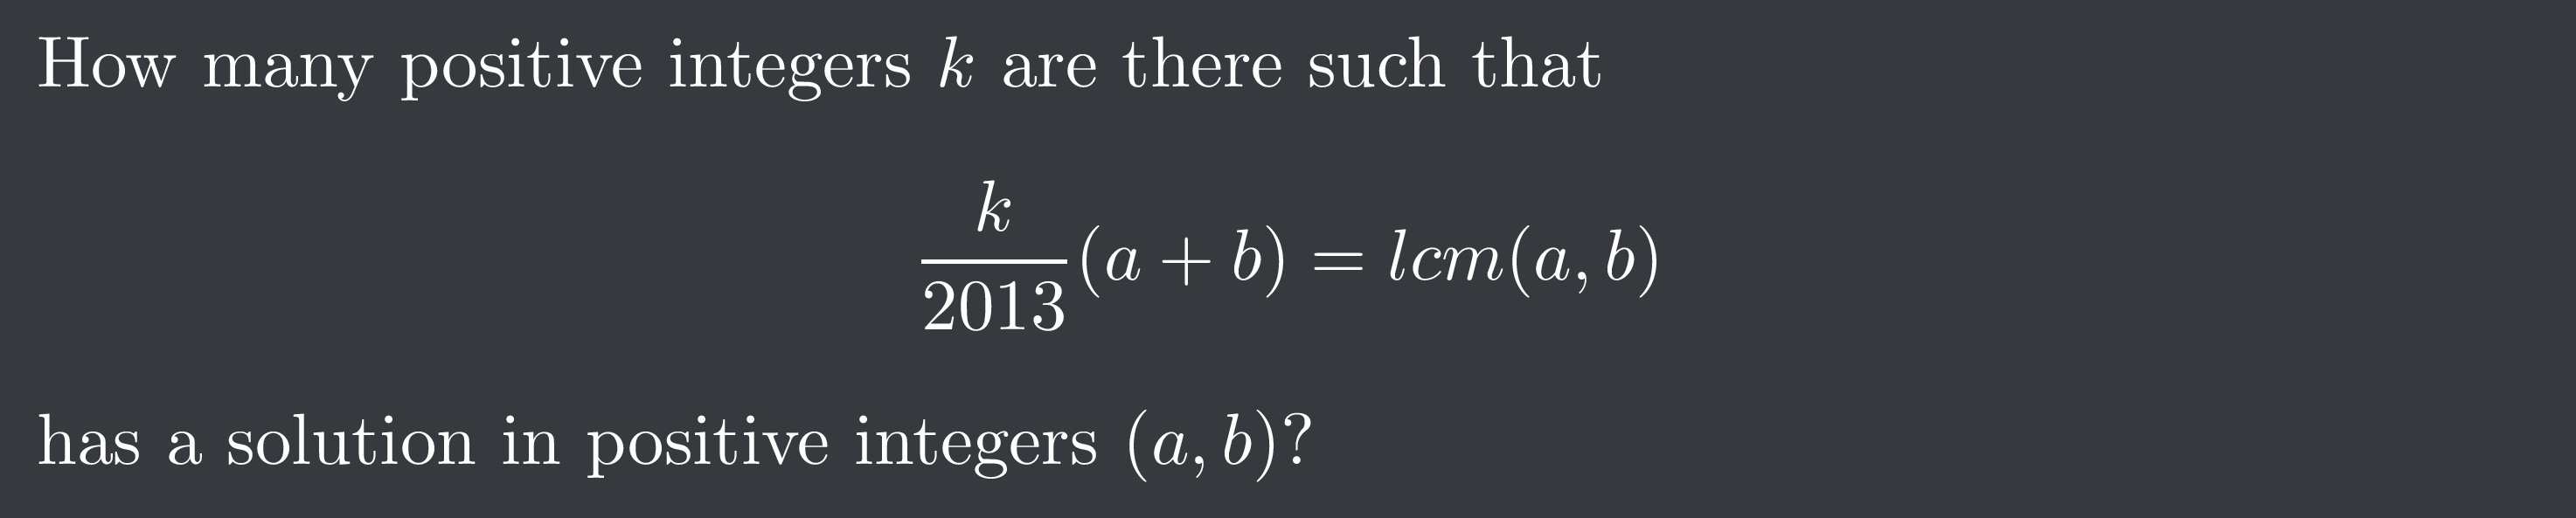 How many positive integers k are there such that
k/2013 (a + b) = lcm(a, b)
has a solution in positive integers (a, b)?